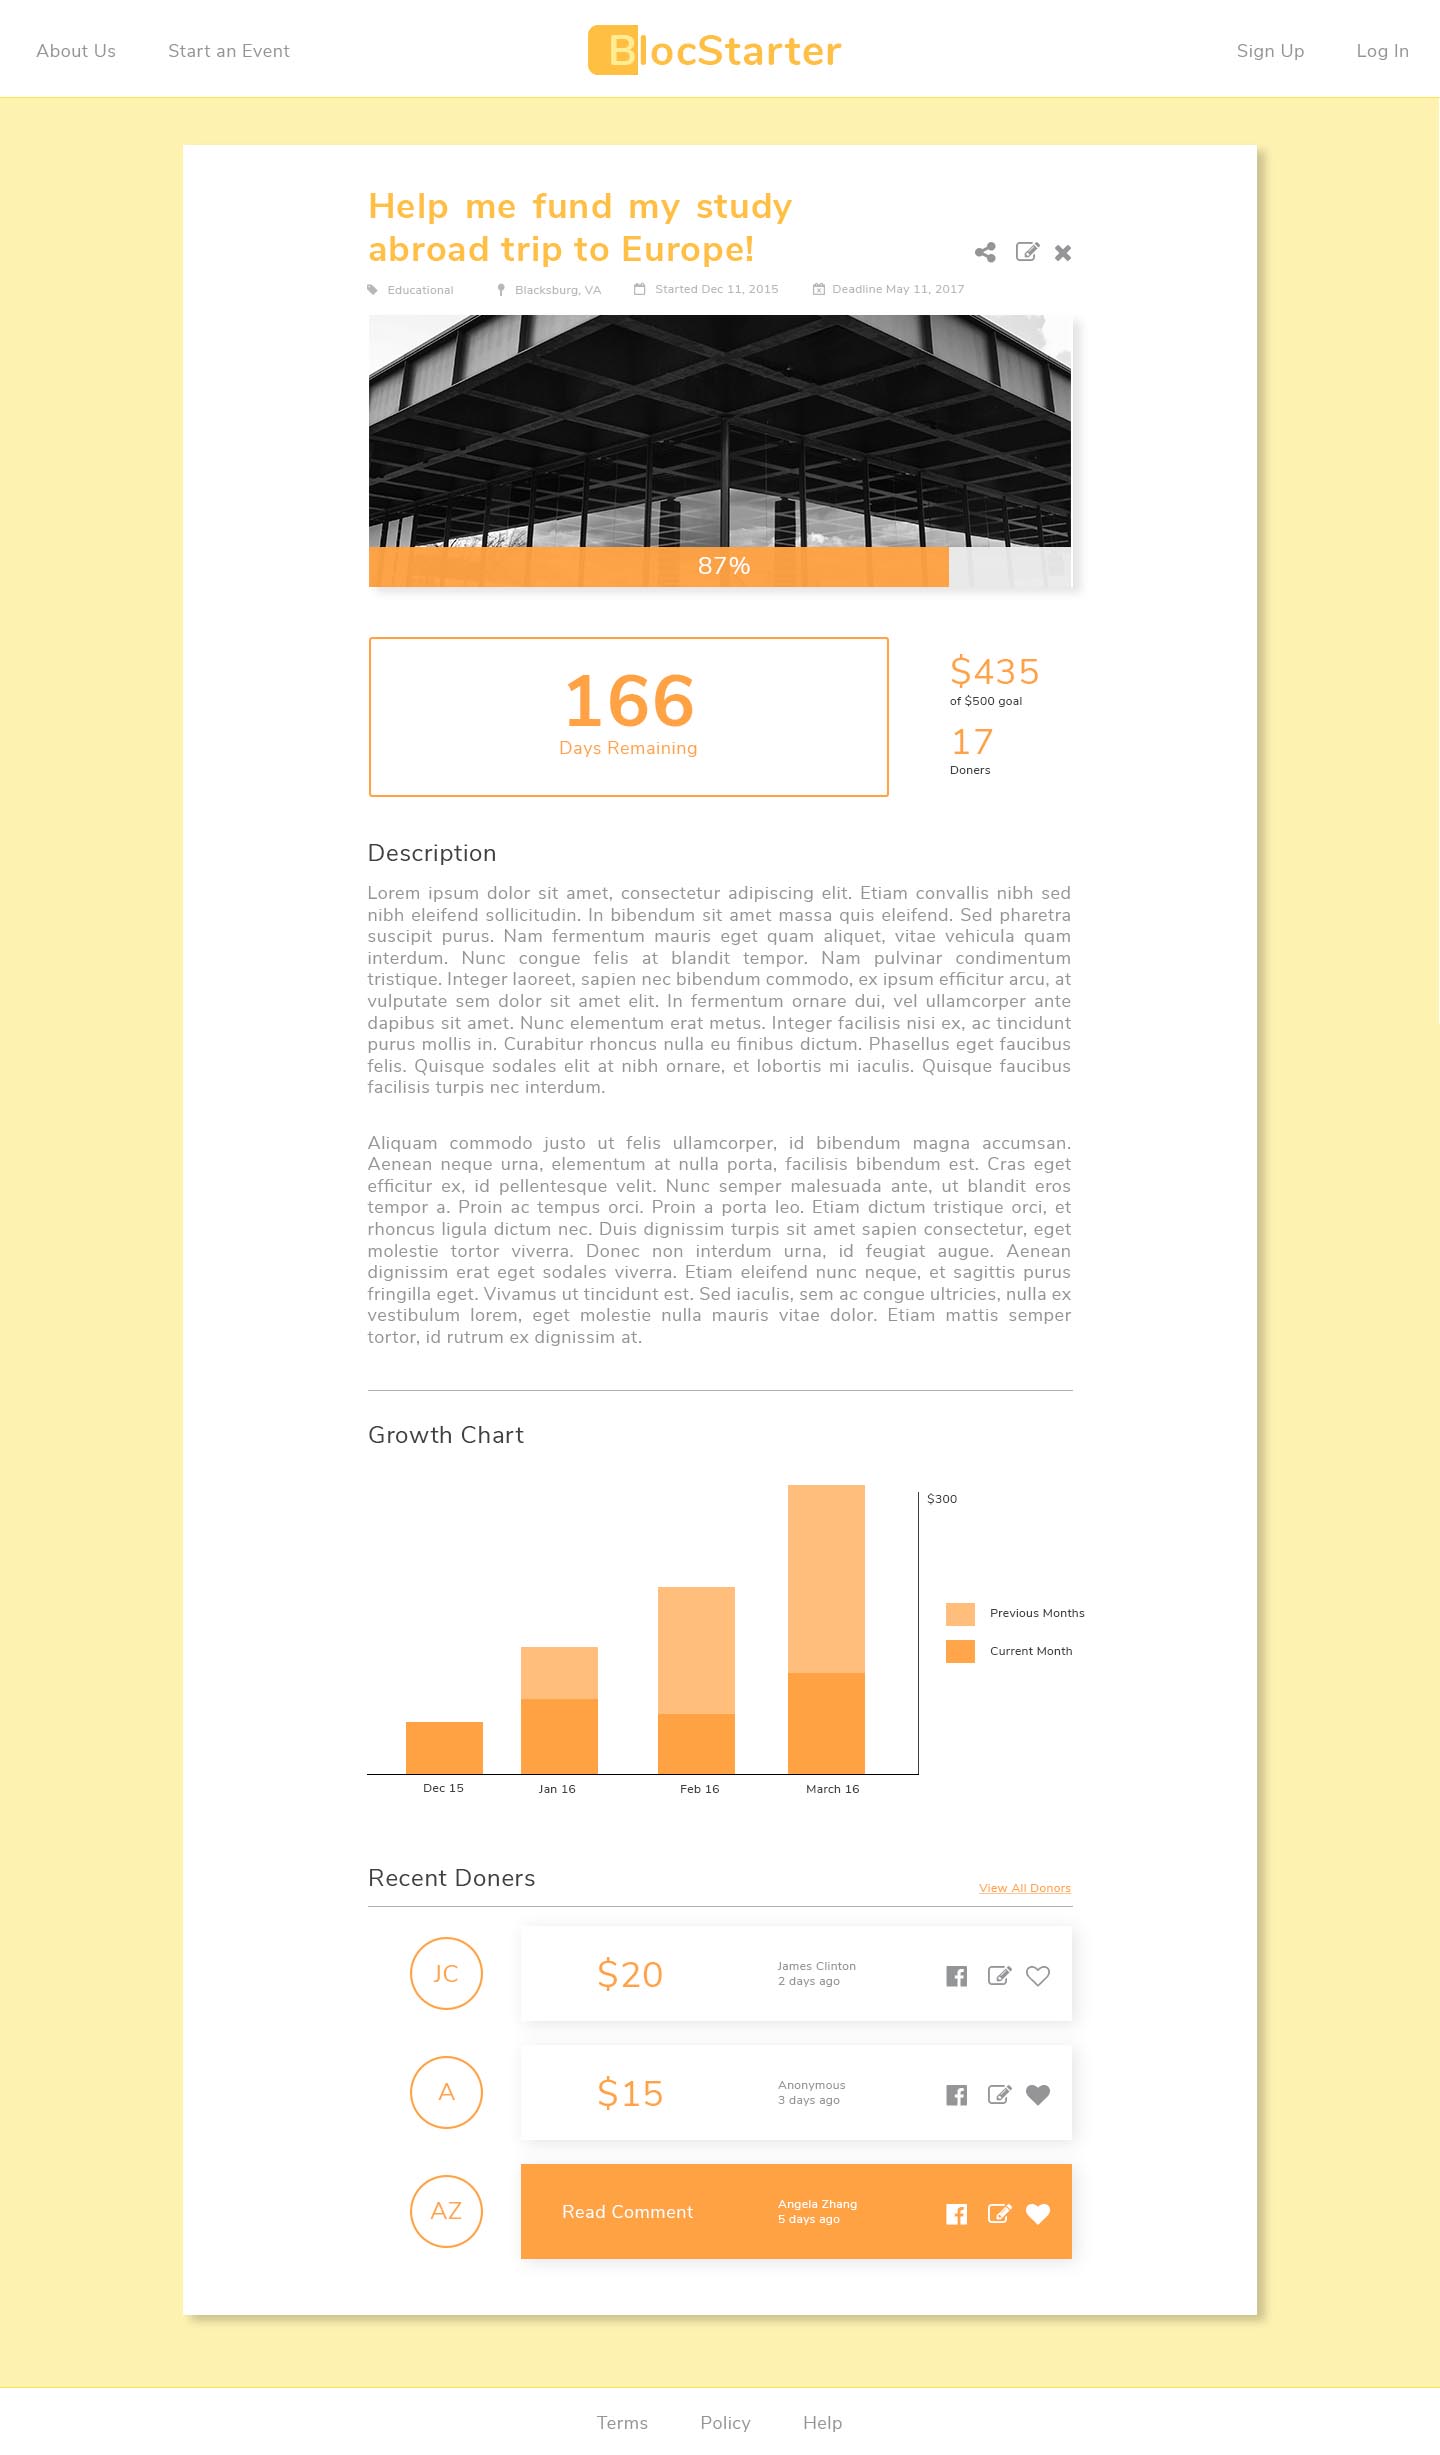 About Us
Start an Event
BlocStarter
Sign Up
Log In
Help me fund my study
abroad trip to Europe!
Educational
Blacksburg, VA
Started Dec 11, 2015
Deadline May 11, 2017
87%
166
Days Remaining
$435
of $500 goal
17
Doners
Description
Lorem ipsum dolor sit amet, consectetur adipiscing elit. Etiam convallis nibh sed
nibh eleifend sollicitudin. In bibendum sit amet massa quis eleifend. Sed pharetra
suscipit purus. Nam fermentum mauris eget quam aliquet, vitae vehicula quam
interdum. Nunc congue felis at blandit tempor. Nam pulvinar condimentum
tristique. Integer laoreet, sapien nec bibendum commodo, ex ipsum efficitur arcu, at
vulputate sem dolor sit amet elit. In fermentum ornare dui, vel ullamcorper ante
dapibus sit amet. Nunc elementum erat metus. Integer facilisis nisi ex, ac tincidunt
purus mollis in. Curabitur rhoncus nulla eu finibus dictum. Phasellus eget faucibus
felis. Quisque sodales elit at nibh ornare, et lobortis mi iaculis. Quisque faucibus
facilisis turpis nec interdum.
Aliquam commodo justo ut felis ullamcorper, id bibendum magna accumsan.
Aenean neque urna, elementum at nulla porta, facilisis bibendum est. Cras eget
efficitur ex, id pellentesque velit. Nunc semper malesuada ante, ut blandit eros
tempor a. Proin ac tempus orci. Proin a porta leo. Etiam dictum tristique orci, et
rhoncus ligula dictum nec. Duis dignissim turpis sit amet sapien consectetur, eget
molestie tortor viverra. Donec non interdum urna, id feugiat augue. Aenean
dignissim erat eget sodales viverra. Etiam eleifend nunc neque, et sagittis purus
fringilla eget. Vivamus ut tincidunt est. Sed iaculis, sem ac congue ultricies, nulla ex
vestibulum lorem, eget molestie nulla mauris vitae dolor. Etiam mattis semper
tortor, id rutrum ex dignissim at.
Growth Chart
$300
Previous Months
Current Month
Dec 15
Jan 16
Feb 16
March 16
Recent Doners
View All Donors
JC
$20
James Clinton
2 days ago
A
$15
Anonymous
3 days ago
AZ
Read Comment
Angela Zhang
5 days ago
Terms
Policy
Help